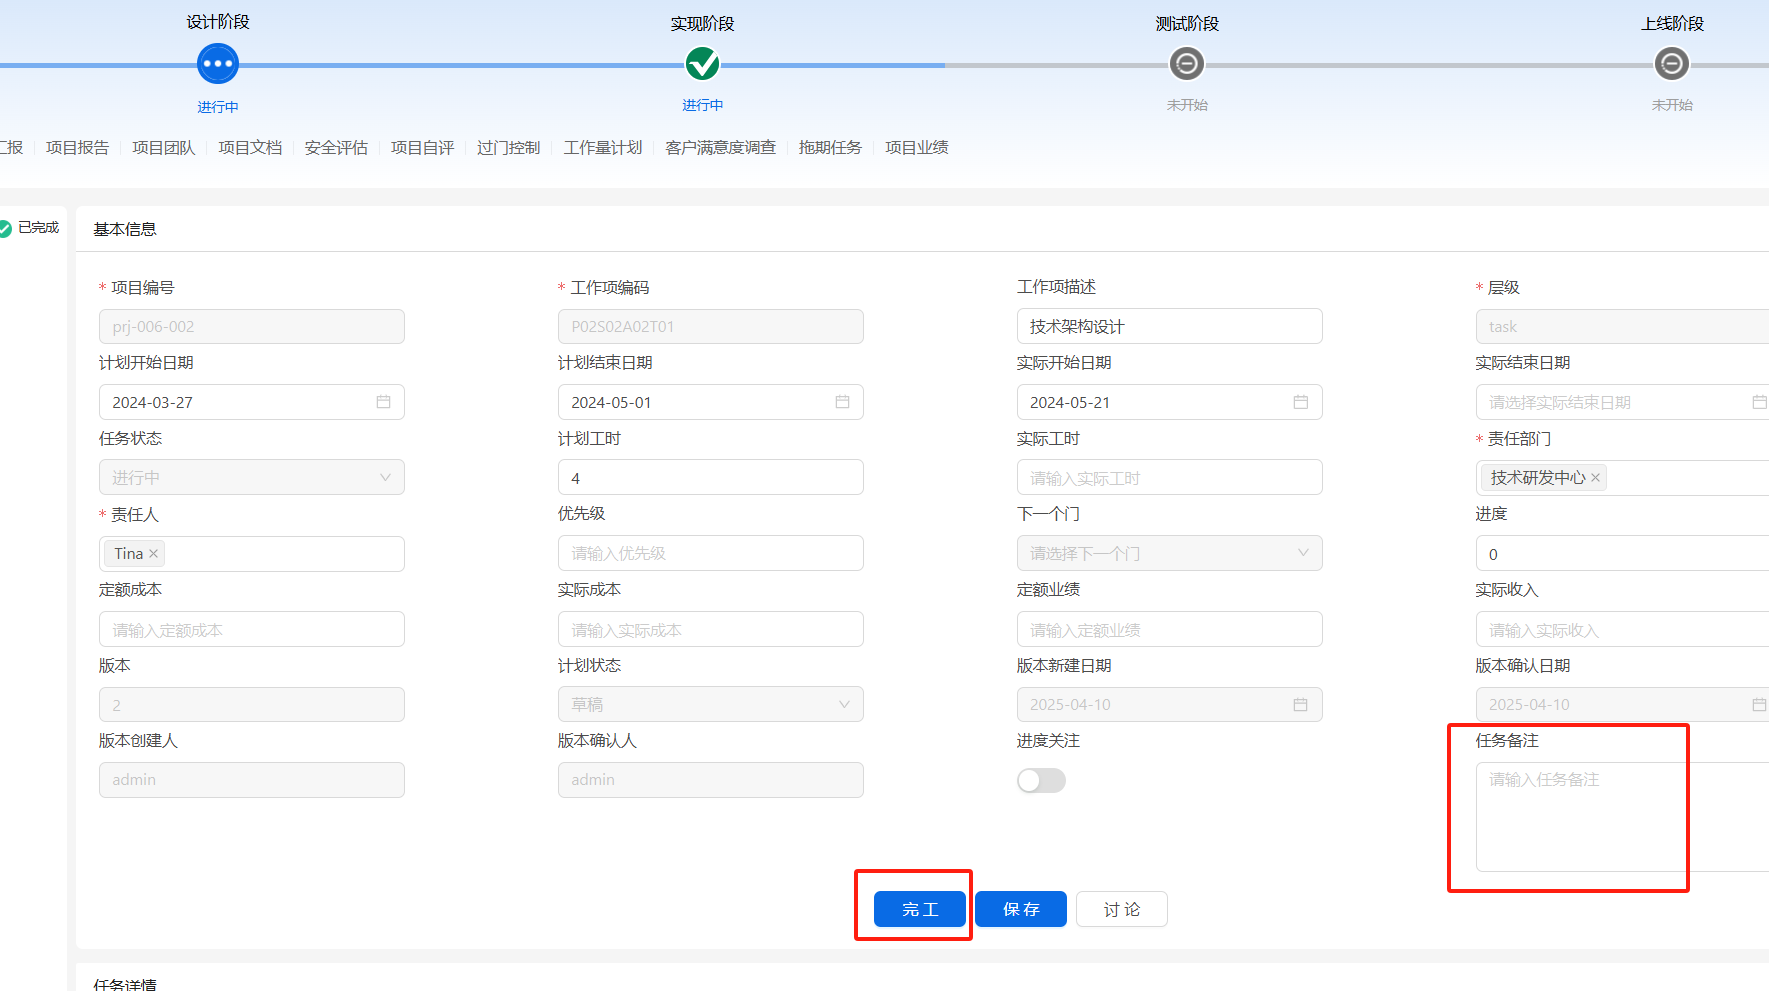 设计阶段 实现阶段 测试阶段 上线阶段
进行中 进行中 未开始 未开始
汇报 项目报告 项目团队 项目文档 安全评估 项目自评 过门控制 工作量计划 客户满意度调查 拖期任务 项目业绩
已完成
基本信息
* 项目编号 * 工作项编码 工作项描述 * 层级
prj-006-002 P02S02A02T01 技术架构设计 task
计划开始日期 计划结束日期 实际开始日期 实际结束日期
2024-03-27 2024-05-01 2024-05-21 请选择实际结束日期
任务状态 计划工时 实际工时 * 责任部门
进行中 4 请输入实际工时 技术研发中心 ×
* 责任人 优先级 下一个门 进度
Tina × 请输入优先级 请选择下一个门 0
定额成本 实际成本 定额业绩 实际收入
请输入定额成本 请输入实际成本 请输入定额业绩 请输入实际收入
版本 计划状态 版本新建日期 版本确认日期
2 草稿 2025-04-10 2025-04-10
版本创建人 版本确认人 进度关注 任务备注
admin admin 请输入任务备注
完工 保存 讨论
任务详情